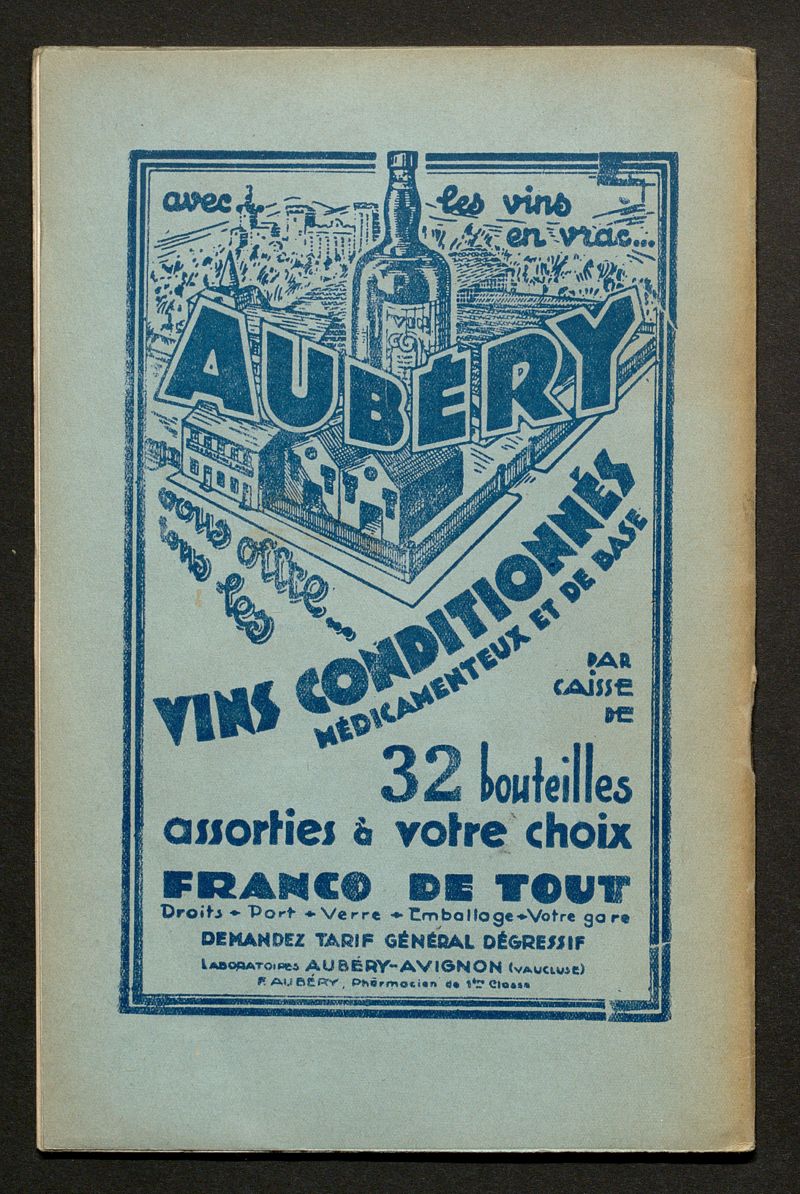 avec...
les vins
en vrac...
VIN
AUBÉRY
vous offre...
tous les
VINS CONDITIONNÉS
MÉDICAMENTEUX ET DE BASE
PAR
CAISSE
DE
32 bouteilles
assorties à votre choix
FRANCO DE TOUT
Droits + Port + Verre + Emballage + Votre gare
DEMANDEZ TARIF GÉNÉRAL DÉGRESSIF
LABORATOIRES AUBÉRY-AVIGNON (VAUCLUSE)
F. AUBÉRY, Pharmacien de 1ère Classe